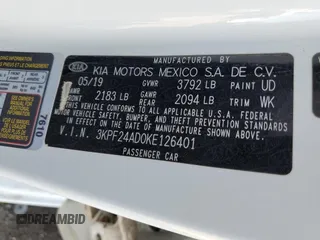 MANUFACTURED BY
KIA KIA MOTORS MEXICO S.A. DE C.V.
05/19 GVWR 3792 LB PAINT UD
GAWR FRONT 2183 LB GAWR REAR 2094 LB TRIM WK
THIS VEHICLE CONFORMS TO ALL APPLICABLE
U.S.A. FEDERAL MOTOR VEHICLE SAFETY BUMPER,
AND THEFT PREVENTION STANDARDS IN EFFECT ON
THE DATE OF MANUFACTURE SHOWN ABOVE.
V.I.N. 3KPF24AD0KE126401
PASSENGER CAR
7610
AUTOBIDMASTER